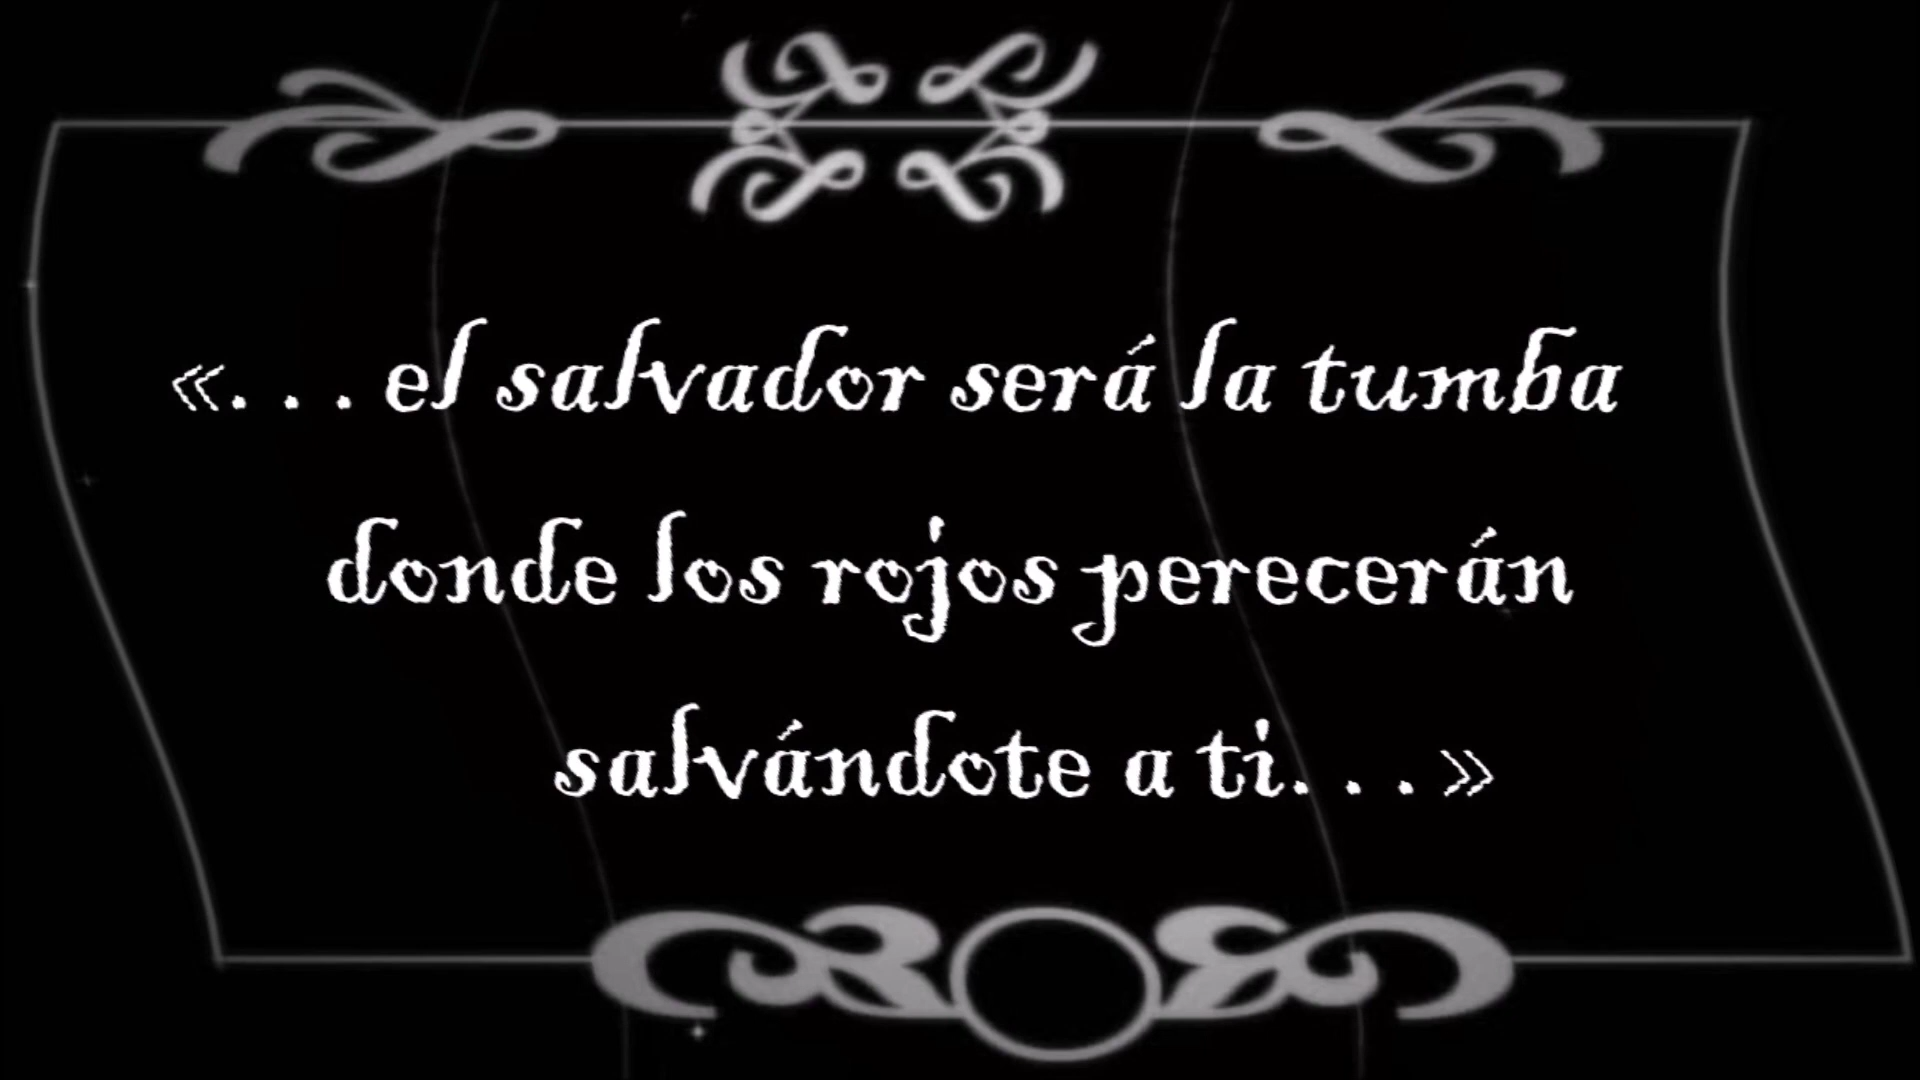 «. . . el salvador será la tumba
donde los rojos perecerán
salvándote a ti. . . »